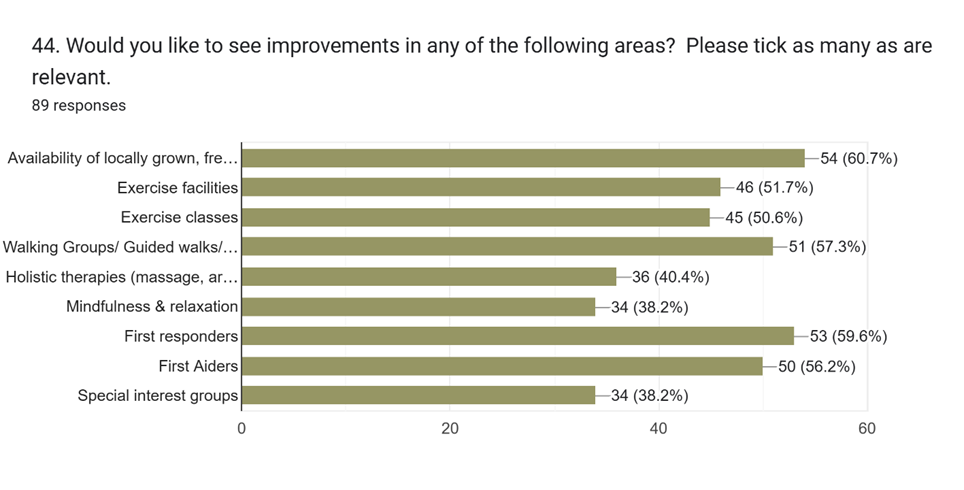 44. Would you like to see improvements in any of the following areas?  Please tick as many as are
relevant.
89 responses
Availability of locally grown, fre… 54 (60.7%)
Exercise facilities 46 (51.7%)
Exercise classes 45 (50.6%)
Walking Groups/ Guided walks/… 51 (57.3%)
Holistic therapies (massage, ar… 36 (40.4%)
Mindfulness & relaxation 34 (38.2%)
First responders 53 (59.6%)
First Aiders 50 (56.2%)
Special interest groups 34 (38.2%)
0 20 40 60